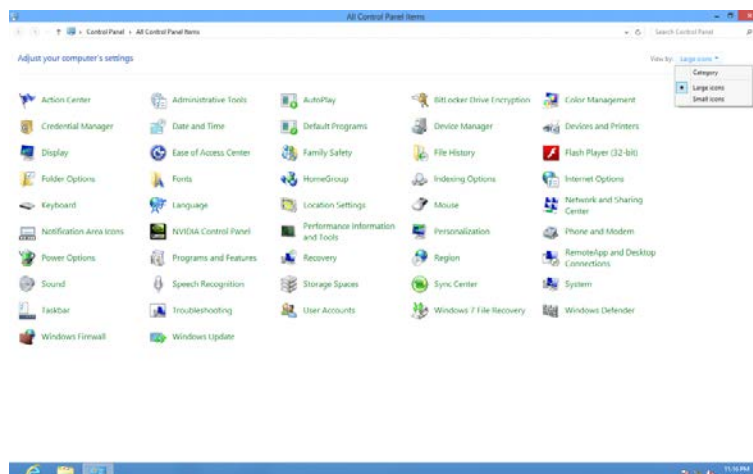 All Control Panel Items
Control Panel ▸ All Control Panel Items
Search Control Panel
Adjust your computer's settings
View by: Large icons
Category
Large icons
Small icons
Action Center
Administrative Tools
AutoPlay
BitLocker Drive Encryption
Color Management
Credential Manager
Date and Time
Default Programs
Device Manager
Devices and Printers
Display
Ease of Access Center
Family Safety
File History
Flash Player (32-bit)
Folder Options
Fonts
HomeGroup
Indexing Options
Internet Options
Keyboard
Language
Location Settings
Mouse
Network and Sharing
Center
Notification Area Icons
NVIDIA Control Panel
Performance Information
and Tools
Personalization
Phone and Modem
Power Options
Programs and Features
Recovery
Region
RemoteApp and Desktop
Connections
Sound
Speech Recognition
Storage Spaces
Sync Center
System
Taskbar
Troubleshooting
User Accounts
Windows 7 File Recovery
Windows Defender
Windows Firewall
Windows Update
11:16 PM